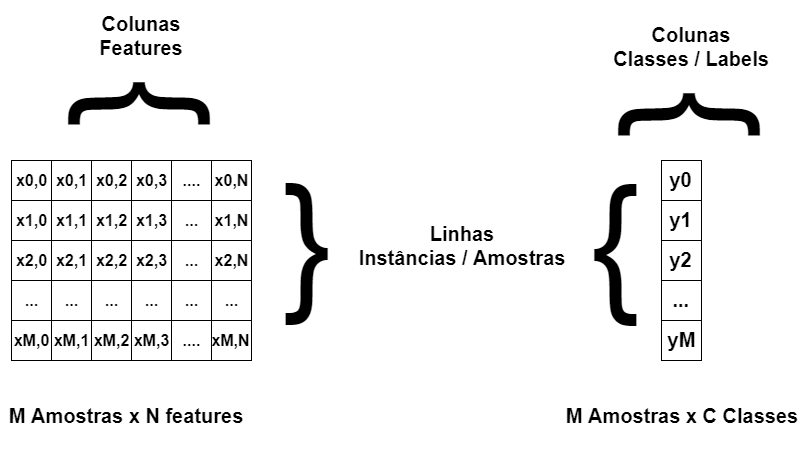 Colunas
Features
Colunas
Classes / Labels
x0,0 x0,1 x0,2 x0,3 .... x0,N
x1,0 x1,1 x1,2 x1,3 ... x1,N
x2,0 x2,1 x2,2 x2,3 ... x2,N
... ... ... ... ... ...
xM,0 xM,1 xM,2 xM,3 .... xM,N
Linhas
Instâncias / Amostras
y0
y1
y2
...
yM
M Amostras x N features
M Amostras x C Classes